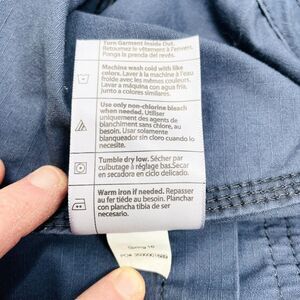 Turn Garment Inside Out.
Retournez le vêtement à l'envers.
Ponga la prenda del revés.
Machine wash cold with like
colors. Laver à la machine à l'eau
froide avec les mêmes couleurs.
Lavar a máquina con agua fria,
junto a colores similares.
Use only non-chlorine bleach
when needed. Utiliser
uniquement des agents de
blanchiment sans chlore, au
besoin. Usar solamente
blanqueador sin cloro cuando lo
necesite.
Tumble dry low. Sécher par
culbutage à réglage bas. Secar
en secadora en ciclo delicado.
Warm iron if needed. Repasser
au fer tiède au besoin. Planchar
con plancha tibia de ser
necesario.
Spring 16
PO#